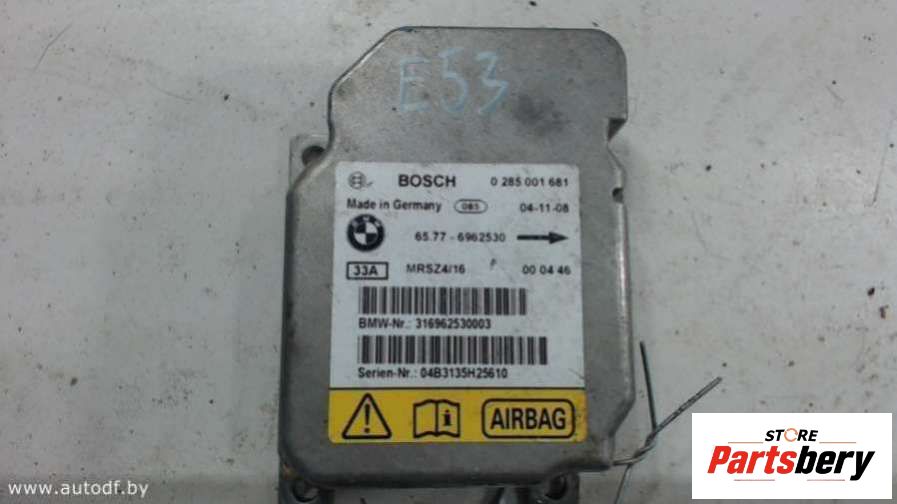 E53
BOSCH 0 285 001 681
Made in Germany 085 04-11-08
65.77 - 6962530
33A MRSZ4/16 F 00 04 46
BMW-Nr.: 316962530003
Serien-Nr.: 04B3135H25610
AIRBAG
STORE
Partsbery
www.autodf.by